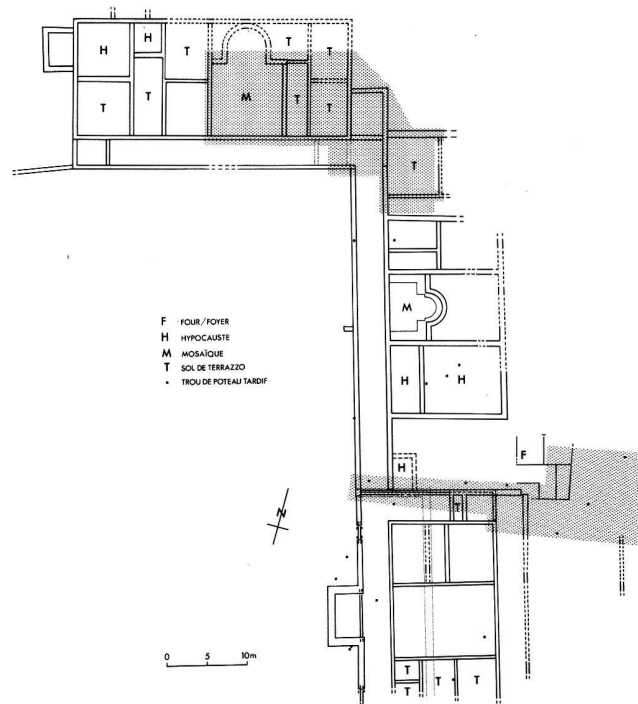 H
H
T
T
T
T
T
M
T
T
T
F FOUR/FOYER
H HYPOCAUSTE
M MOSAÏQUE
T SOL DE TERRAZZO
• TROU DE POTEAU TARDIF
M
H
H
F
H
T
N
0 5 10m
T
T
T
T